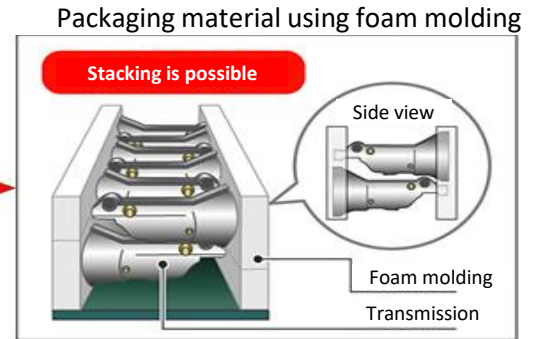 Packaging material using foam molding
Stacking is possible
Side view
Foam molding
Transmission